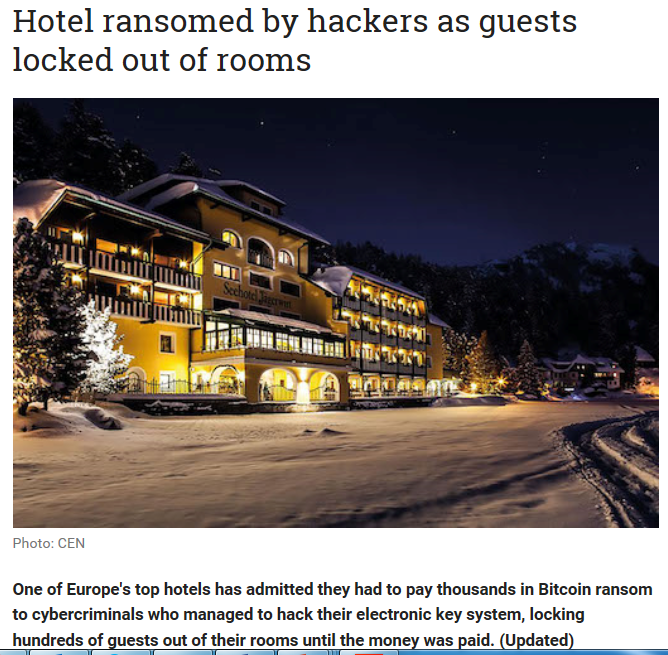 Hotel ransomed by hackers as guests
locked out of rooms
Seehotel Jägerwirt
Photo: CEN
One of Europe's top hotels has admitted they had to pay thousands in Bitcoin ransom
to cybercriminals who managed to hack their electronic key system, locking
hundreds of guests out of their rooms until the money was paid. (Updated)